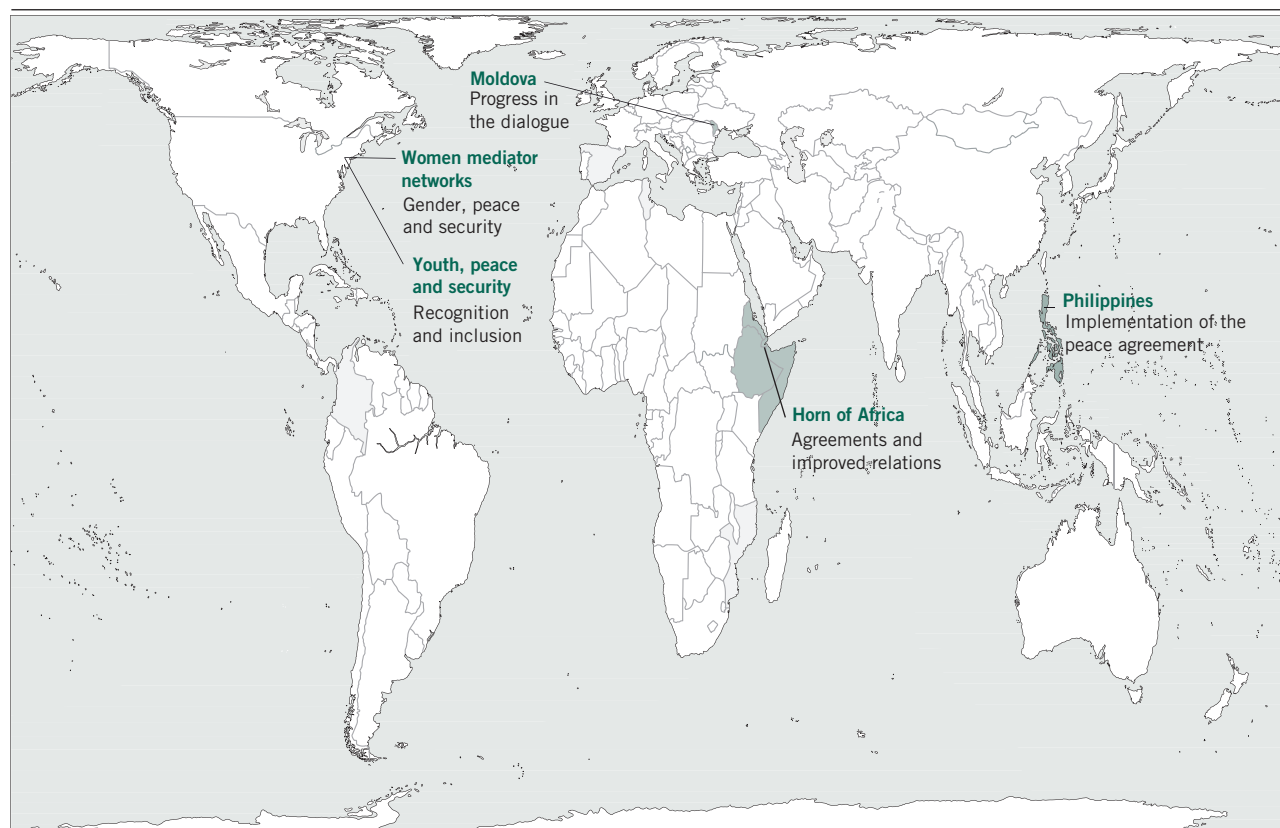 Moldova
Progress in
the dialogue
Women mediator
networks
Gender, peace
and security
Youth, peace
and security
Recognition
and inclusion
Philippines
Implementation of the
peace agreement
Horn of Africa
Agreements and
improved relations